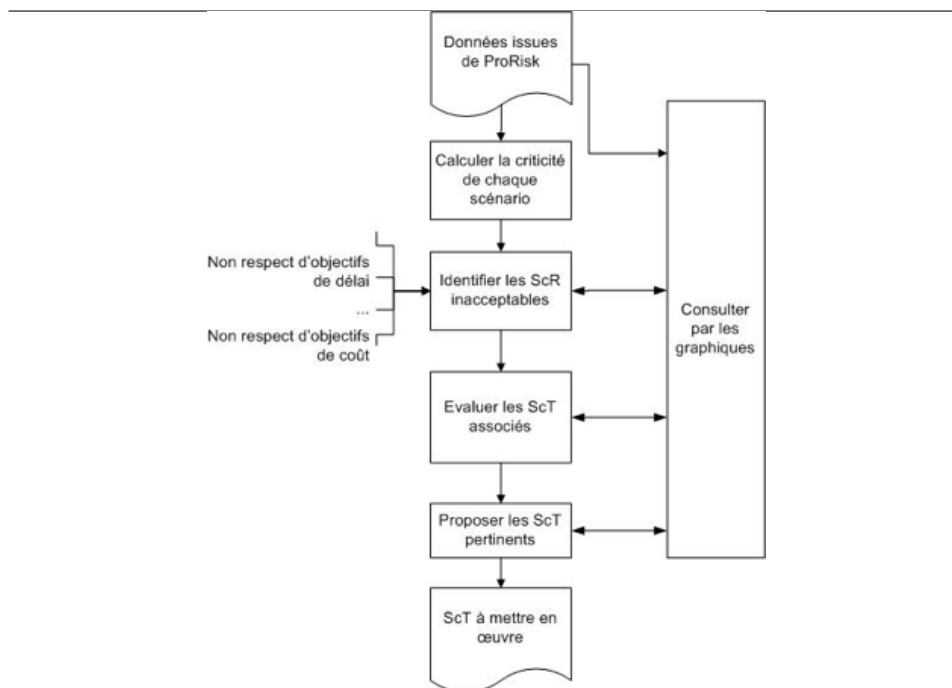 Données issues
de ProRisk
Calculer la criticité
de chaque
scénario
Non respect d'objectifs
de délai
...
Non respect d'objectifs
de coût
Identifier les ScR
inacceptables
Consulter
par les
graphiques
Evaluer les ScT
associés
Proposer les ScT
pertinents
ScT à mettre en
œuvre